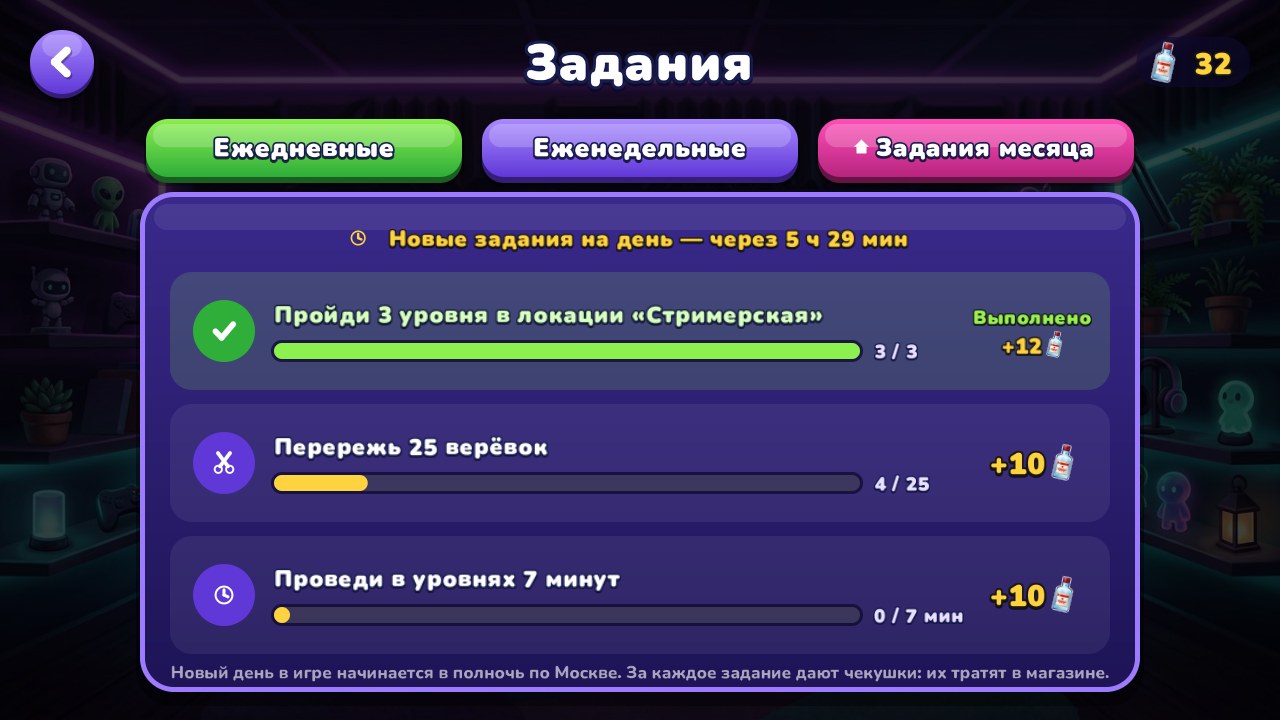 Задания
32
Ежедневные
Еженедельные
Задания месяца
Новые задания на день — через 5 ч 29 мин
Пройди 3 уровня в локации «Стримерская»
3 / 3
Выполнено
+12
Перережь 25 верёвок
4 / 25
+10
Проведи в уровнях 7 минут
0 / 7 мин
+10
Новый день в игре начинается в полночь по Москве. За каждое задание дают чекушки: их тратят в магазине.